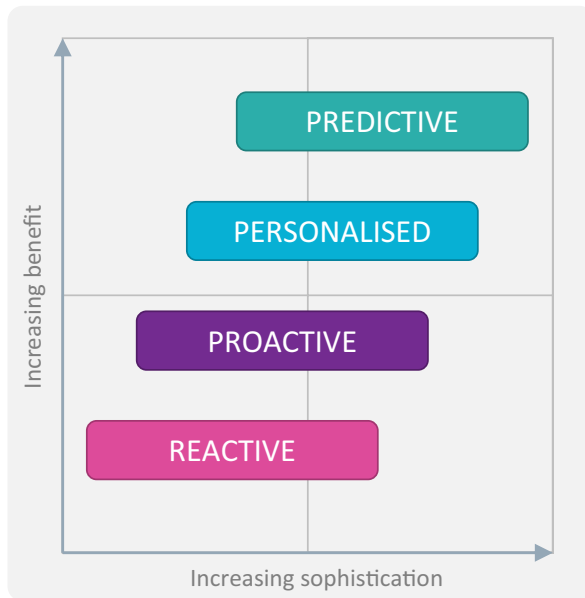 PREDICTIVE
PERSONALISED
PROACTIVE
REACTIVE
Increasing benefit
Increasing sophistication